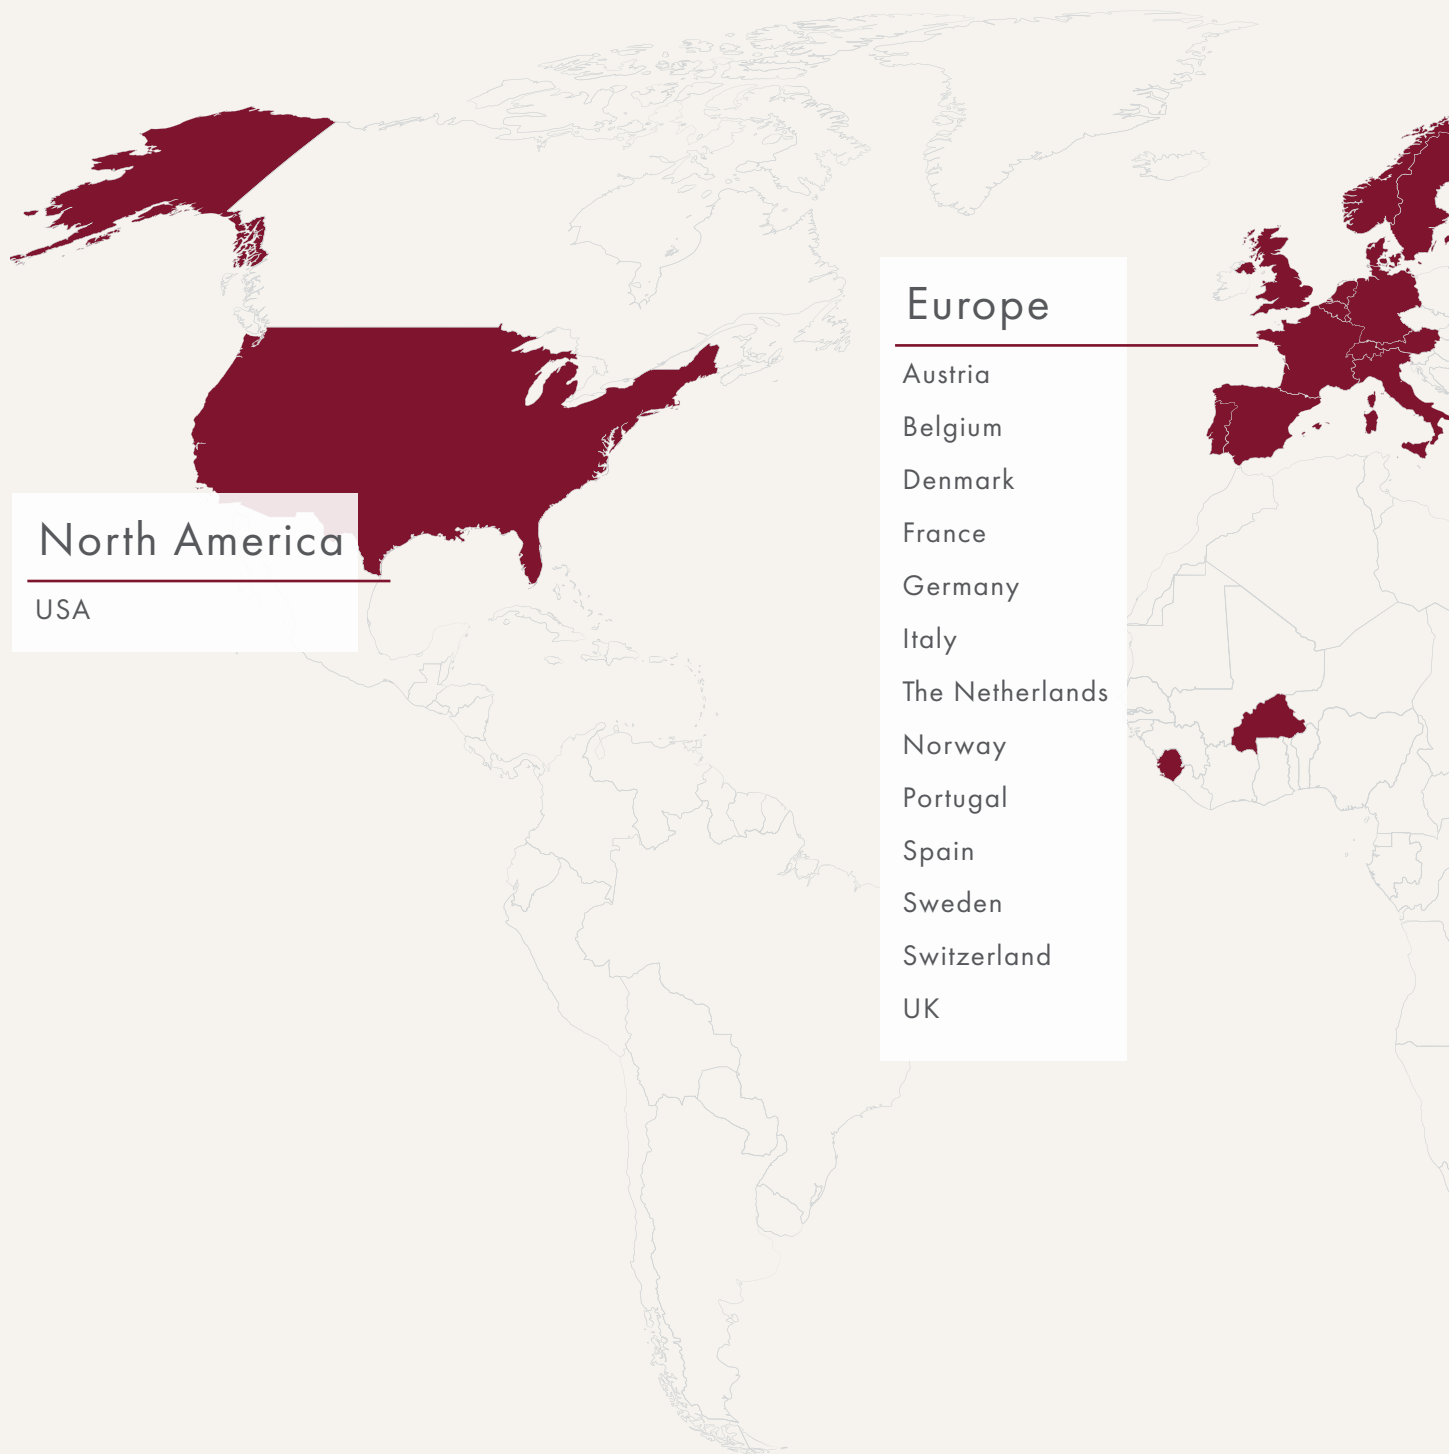 North America
USA
Europe
Austria
Belgium
Denmark
France
Germany
Italy
The Netherlands
Norway
Portugal
Spain
Sweden
Switzerland
UK